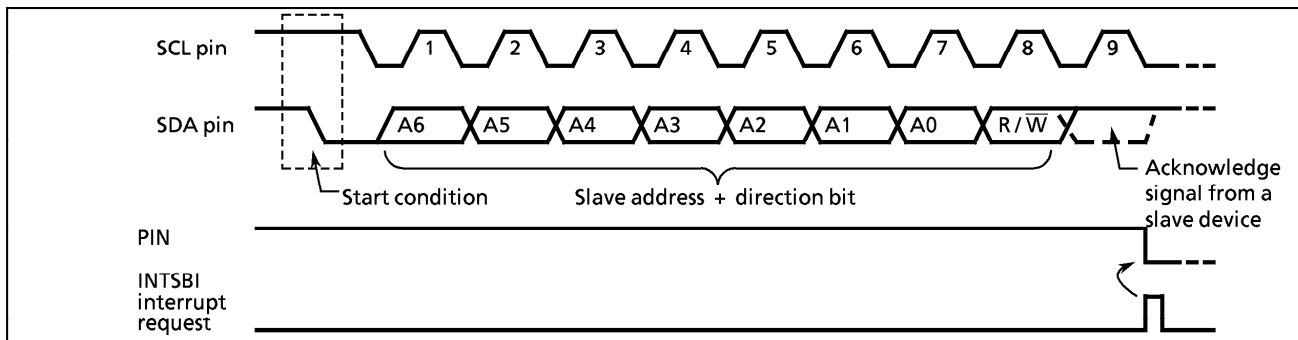 SCL pin
1 2 3 4 5 6 7 8 9
SDA pin
A6 A5 A4 A3 A2 A1 A0 R / W̅
Start condition
Slave address + direction bit
Acknowledge
signal from a
slave device
PIN
INTSBI
interrupt
request